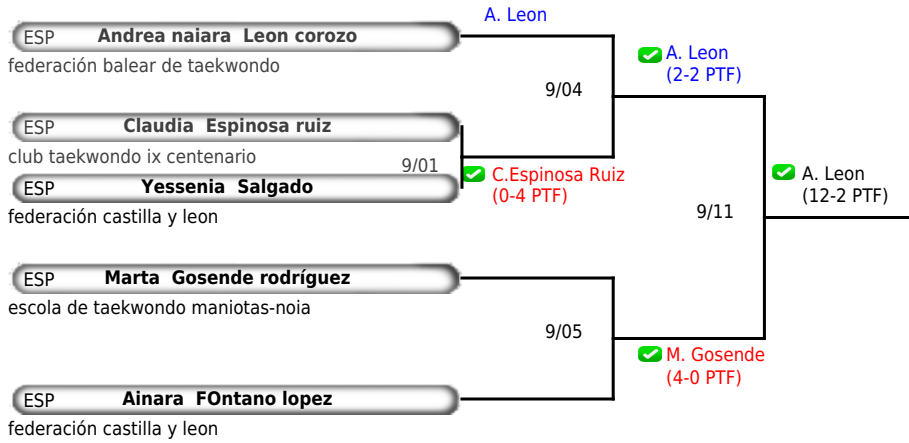 A. Leon
ESP Andrea naiara Leon corozo
federación balear de taekwondo
A. Leon
(2-2 PTF)
9/04
ESP Claudia Espinosa ruiz
club taekwondo ix centenario
9/01
C.Espinosa Ruiz
(0-4 PTF)
A. Leon
(12-2 PTF)
ESP Yessenia Salgado
federación castilla y leon
9/11
ESP Marta Gosende rodríguez
escola de taekwondo maniotas-noia
9/05
M. Gosende
(4-0 PTF)
ESP Ainara FOntano lopez
federación castilla y leon